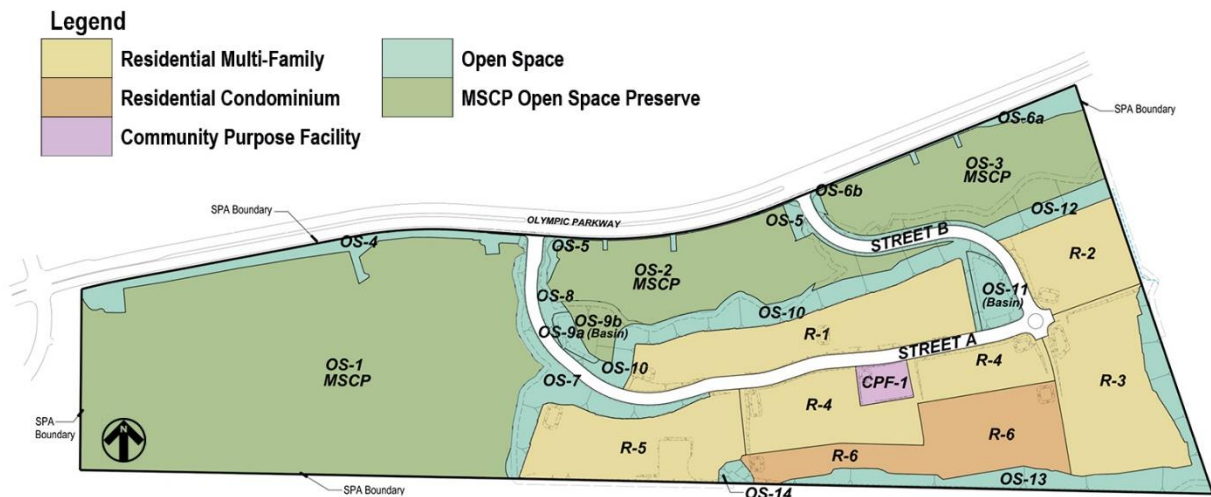 Legend
Residential Multi-Family
Residential Condominium
Community Purpose Facility
Open Space
MSCP Open Space Preserve
SPA Boundary
OS-6a
OS-3
MSCP
OS-6b
SPA Boundary
OLYMPIC PARKWAY
OS-5
OS-12
OS-4
OS-5
STREET B
R-2
OS-2
MSCP
OS-8
OS-11
(Basin)
OS-9b
(Basin)
OS-10
OS-9a
R-1
STREET A
OS-1
MSCP
OS-10
OS-7
R-4
CPF-1
R-3
R-4
SPA
Boundary
N
R-5
R-6
R-6
OS-13
OS-14
SPA Boundary